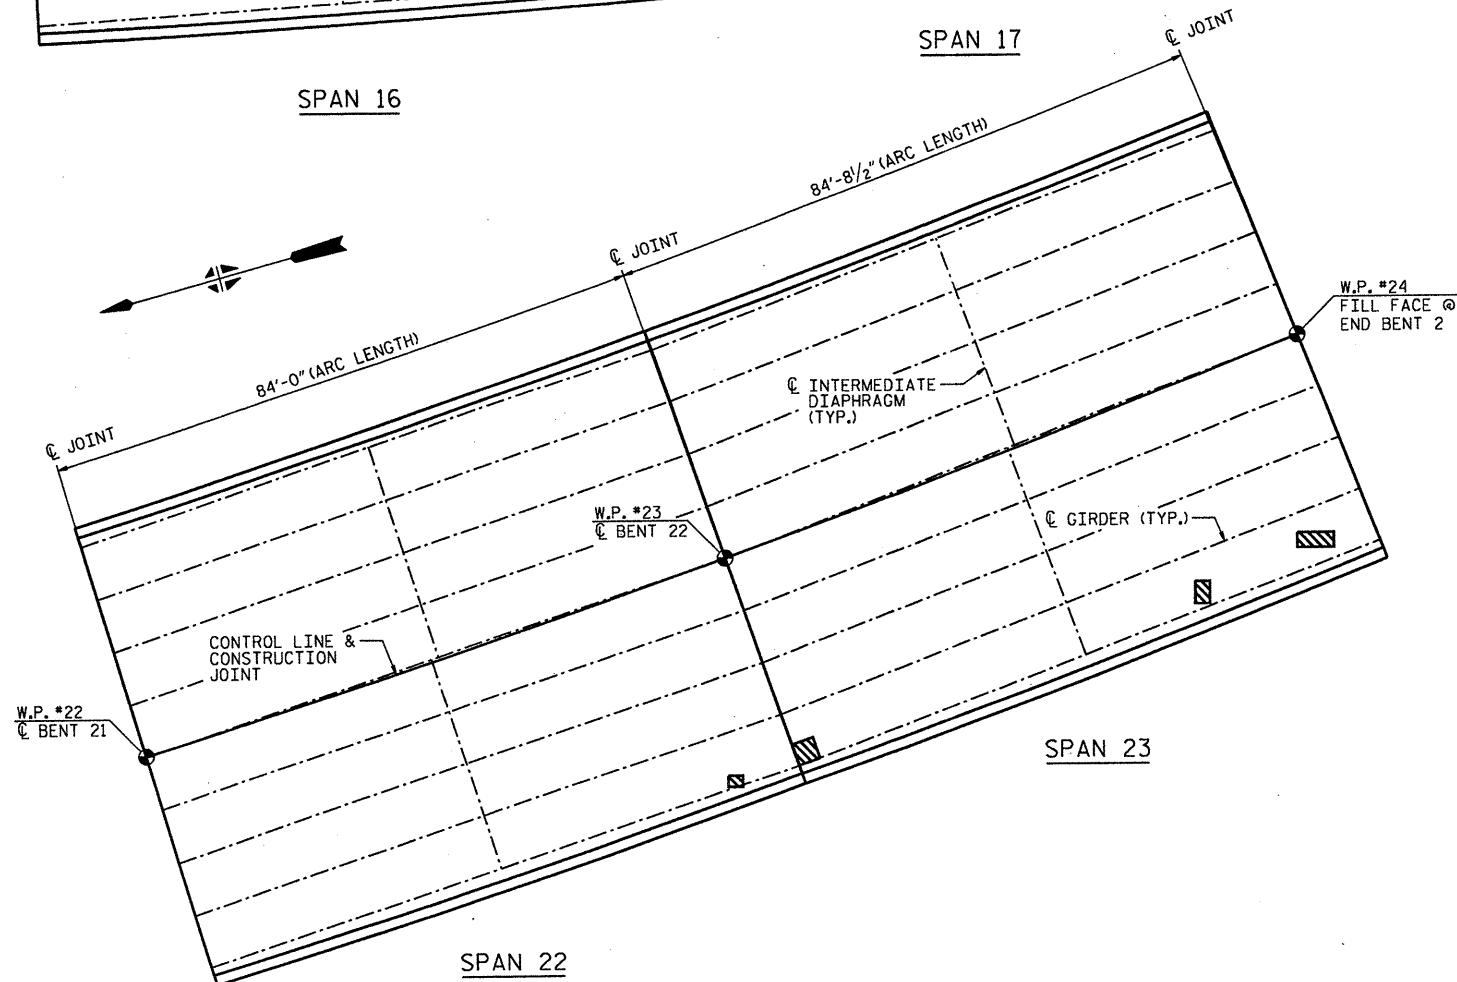 SPAN 16
SPAN 17
℄ JOINT
84'-8½" (ARC LENGTH)
℄ JOINT
84'-0" (ARC LENGTH)
℄ JOINT
W.P. #24
FILL FACE @
END BENT 2
℄ INTERMEDIATE
DIAPHRAGM
(TYP.)
W.P. #23
℄ BENT 22
℄ GIRDER (TYP.)
CONTROL LINE &
CONSTRUCTION
JOINT
W.P. #22
℄ BENT 21
SPAN 23
SPAN 22